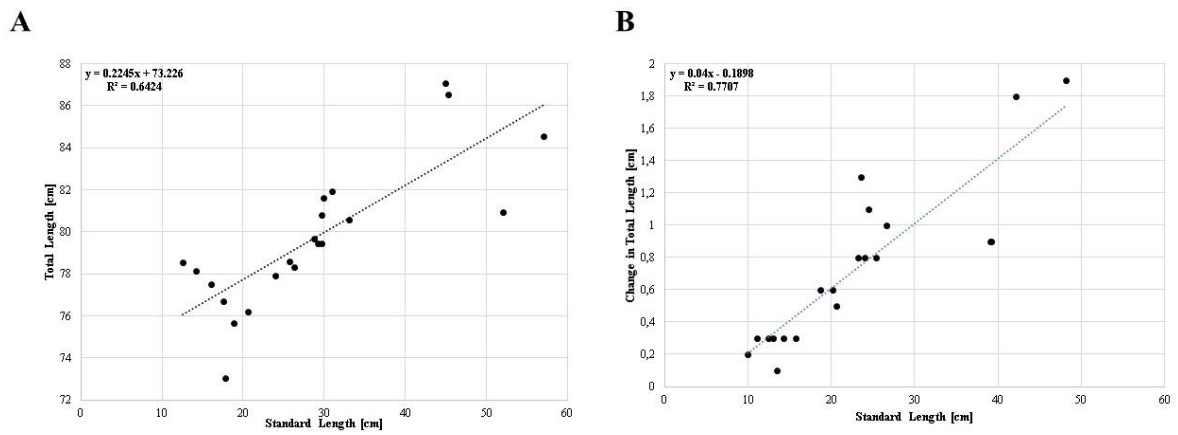 A
y = 0.2245x + 73.226
R² = 0.6424
88
86
84
82
80
78
76
74
72
Total Length [cm]
0 10 20 30 40 50 60
Standard Length [cm]
B
y = 0.04x - 0.1898
R² = 0.7707
2
1,8
1,6
1,4
1,2
1
0,8
0,6
0,4
0,2
0
Change in Total Length [cm]
0 10 20 30 40 50 60
Standard Length [cm]